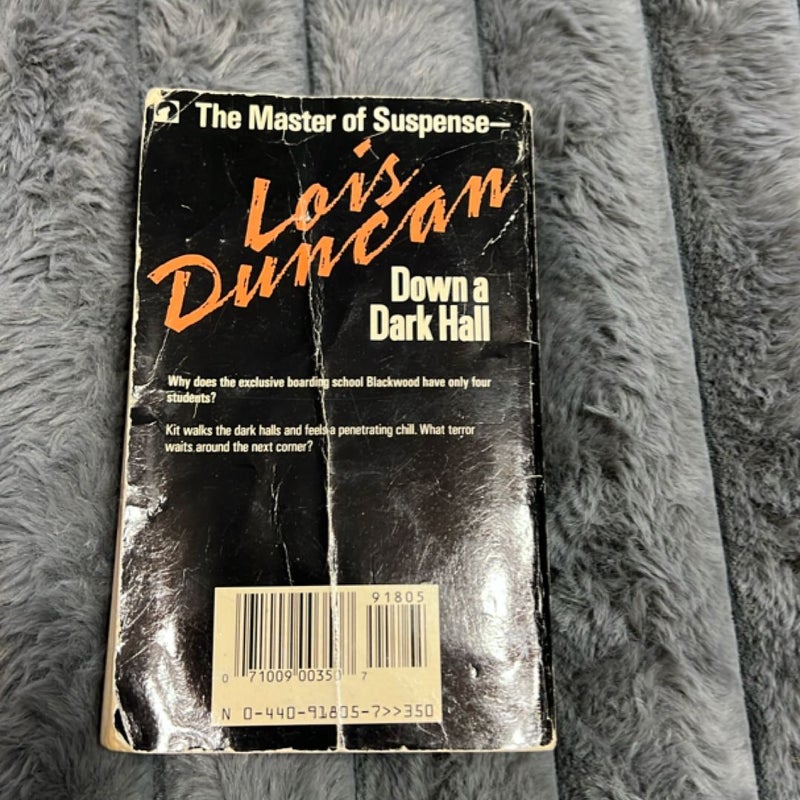 The Master of Suspense—
Lois
Duncan
Down a
Dark Hall
Why does the exclusive boarding school Blackwood have only four
students?
Kit walks the dark halls and feels a penetrating chill. What terror
waits around the next corner?
91805
0 71009 00350 7
N 0-440-91805-7>>350